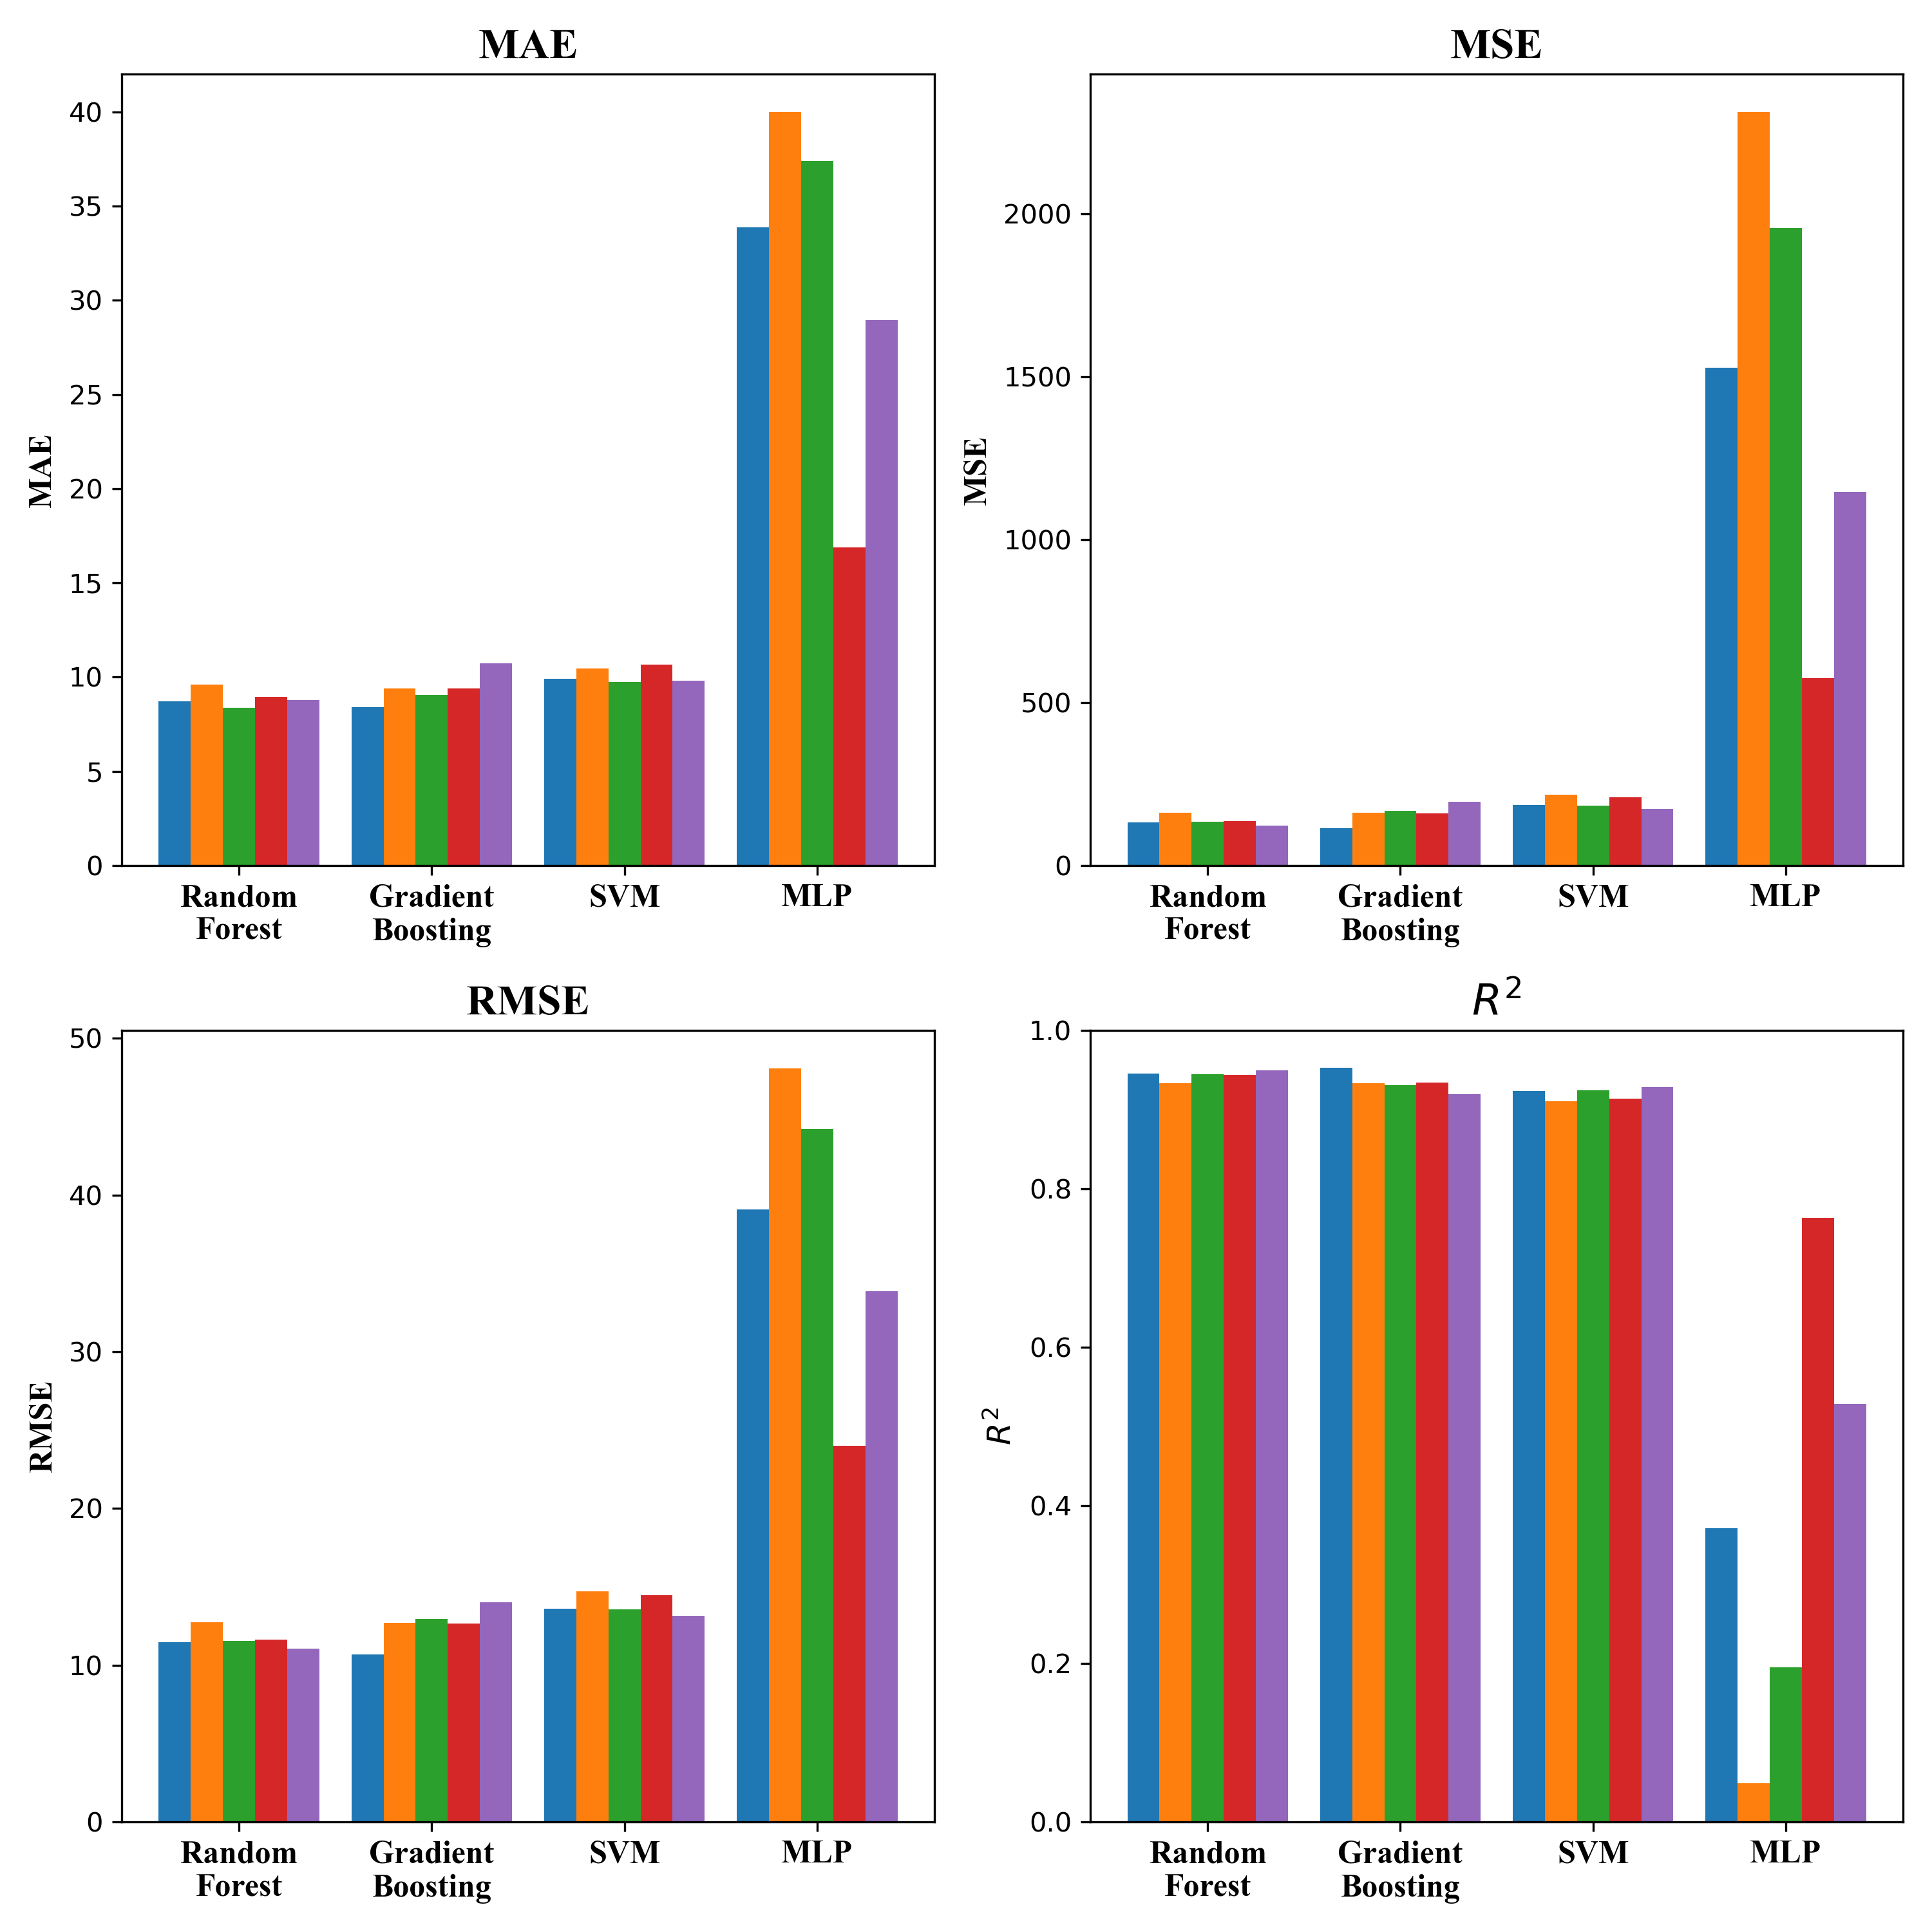 MAE
MAE
40
35
30
25
20
15
10
5
0
Random
Forest
Gradient
Boosting
SVM
MLP
MSE
MSE
2000
1500
1000
500
0
Random
Forest
Gradient
Boosting
SVM
MLP
RMSE
RMSE
50
40
30
20
10
0
Random
Forest
Gradient
Boosting
SVM
MLP
R²
R²
1.0
0.8
0.6
0.4
0.2
0.0
Random
Forest
Gradient
Boosting
SVM
MLP